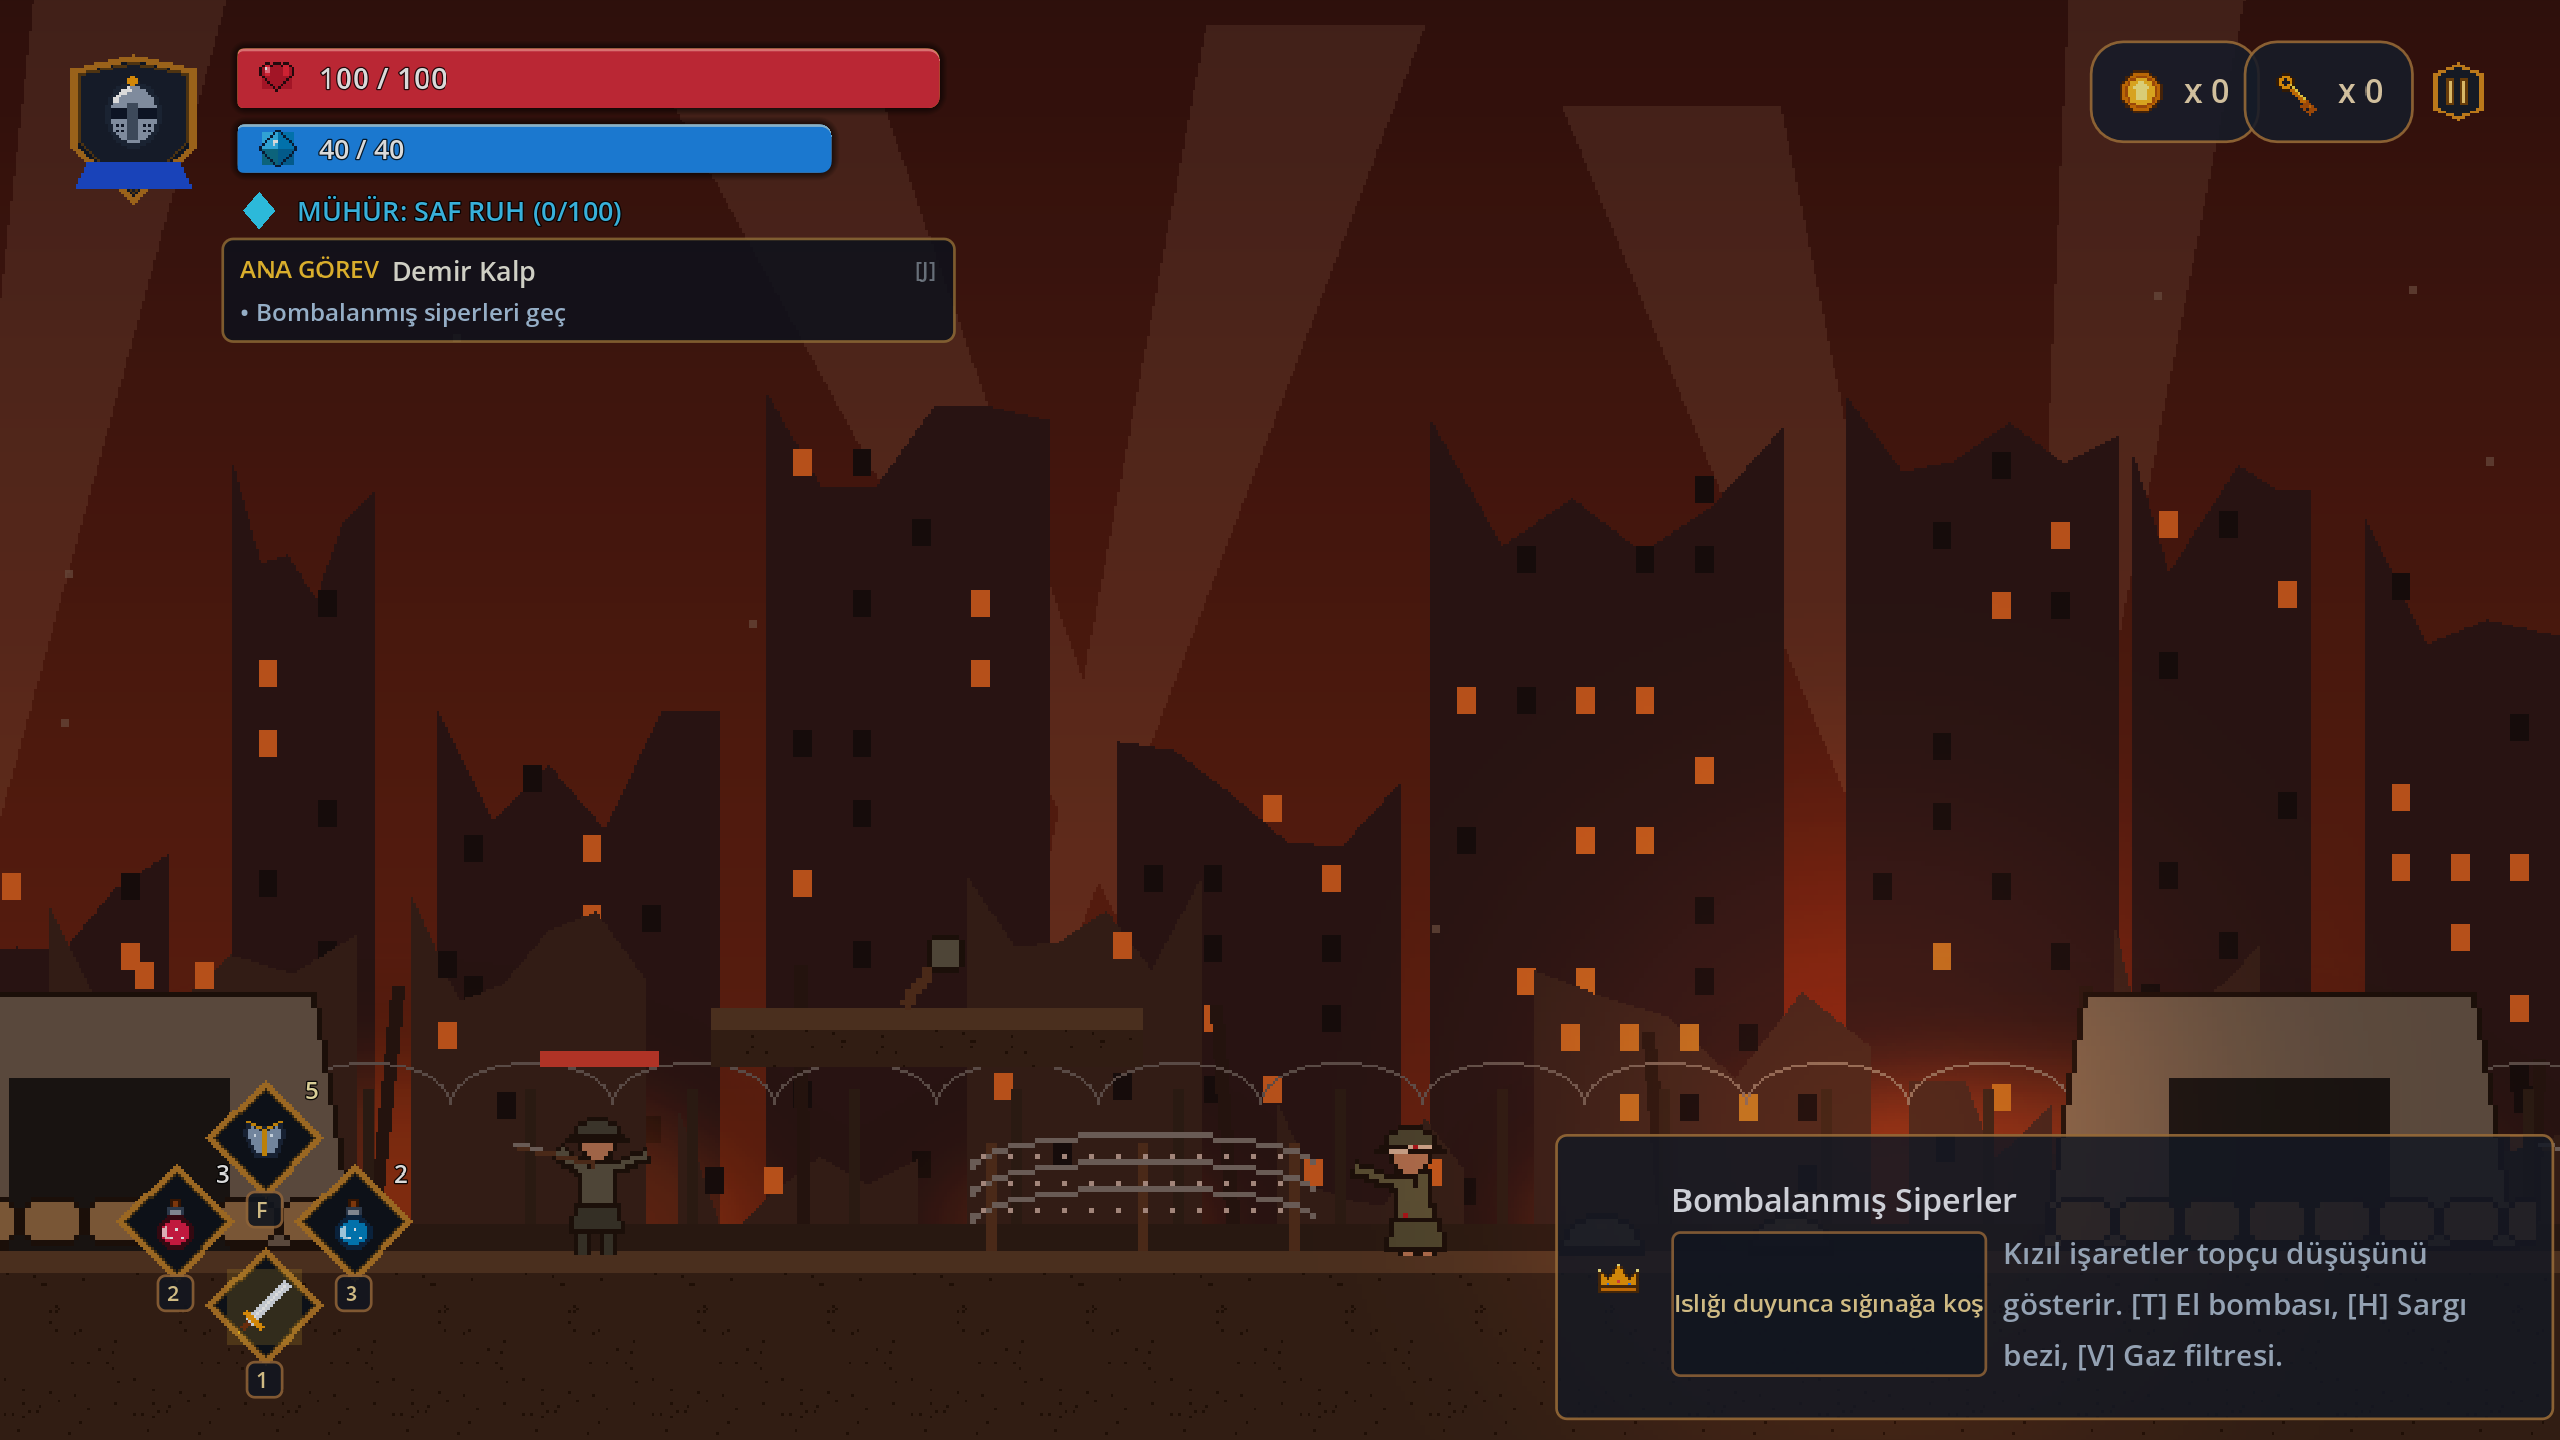 100 / 100
x 0
x 0
40 / 40
MÜHÜR: SAF RUH (0/100)
ANA GÖREV Demir Kalp [J]
• Bombalanmış siperleri geç
5
3
2
F
2
3
1
Bombalanmış Siperler
Islığı duyunca sığınağa koş
Kızıl işaretler topçu düşüşünü
gösterir. [T] El bombası, [H] Sargı
bezi, [V] Gaz filtresi.